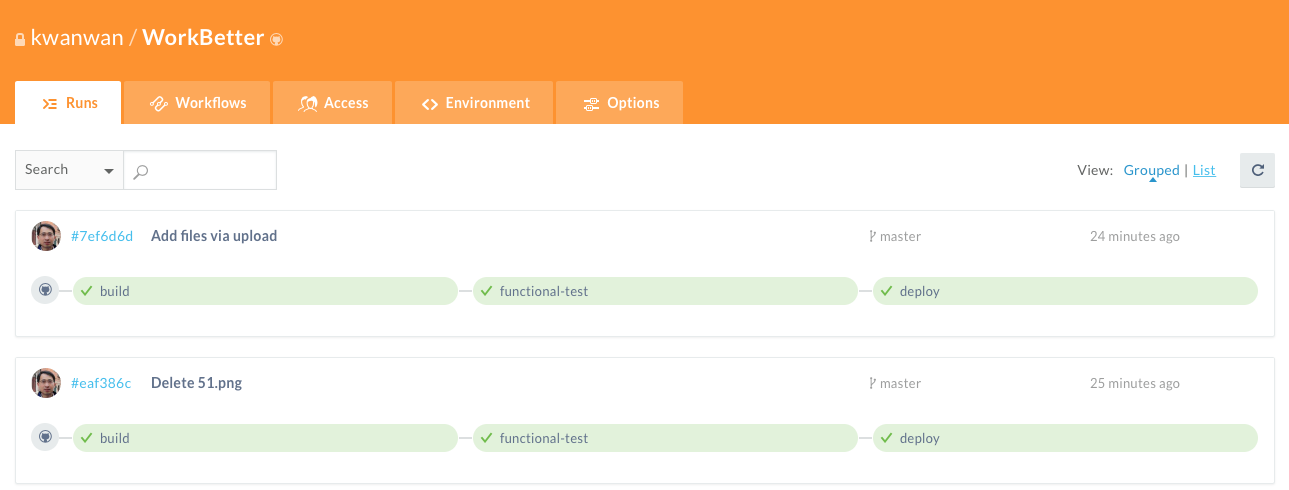 kwanwan / WorkBetter
Runs Workflows Access Environment Options
Search View: Grouped | List
#7ef6d6d Add files via upload master 24 minutes ago
build functional-test deploy
#eaf386c Delete 51.png master 25 minutes ago
build functional-test deploy